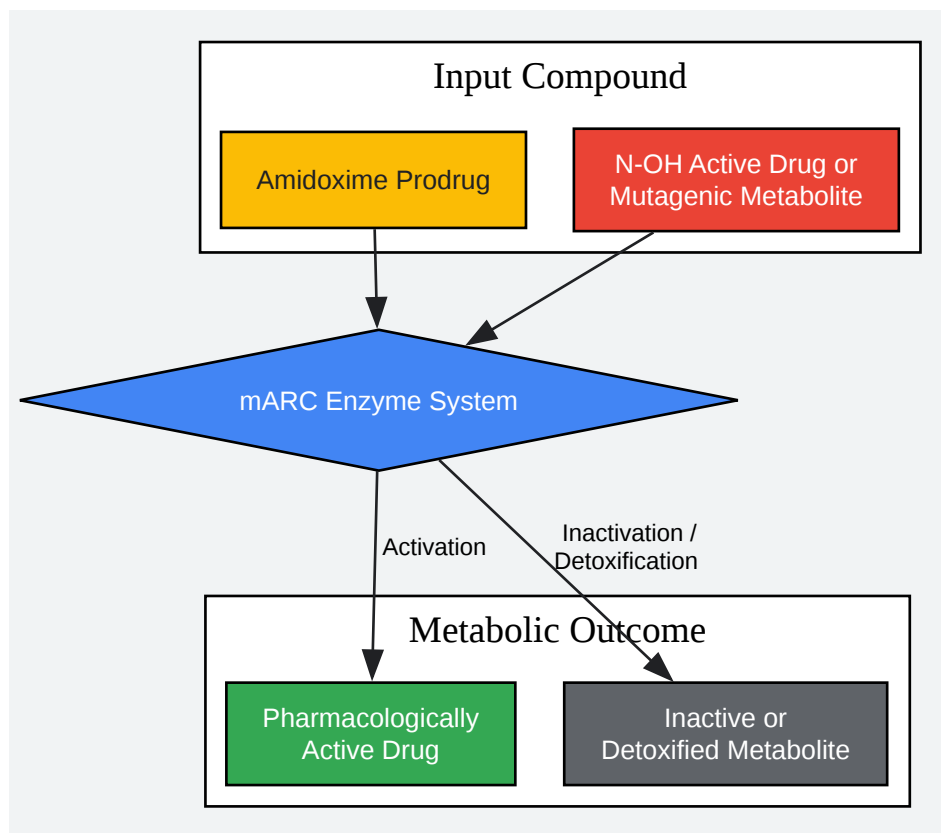 Input Compound
Amidoxime Prodrug
N-OH Active Drug or
Mutagenic Metabolite
mARC Enzyme System
Activation
Inactivation /
Detoxification
Metabolic Outcome
Pharmacologically
Active Drug
Inactive or
Detoxified Metabolite